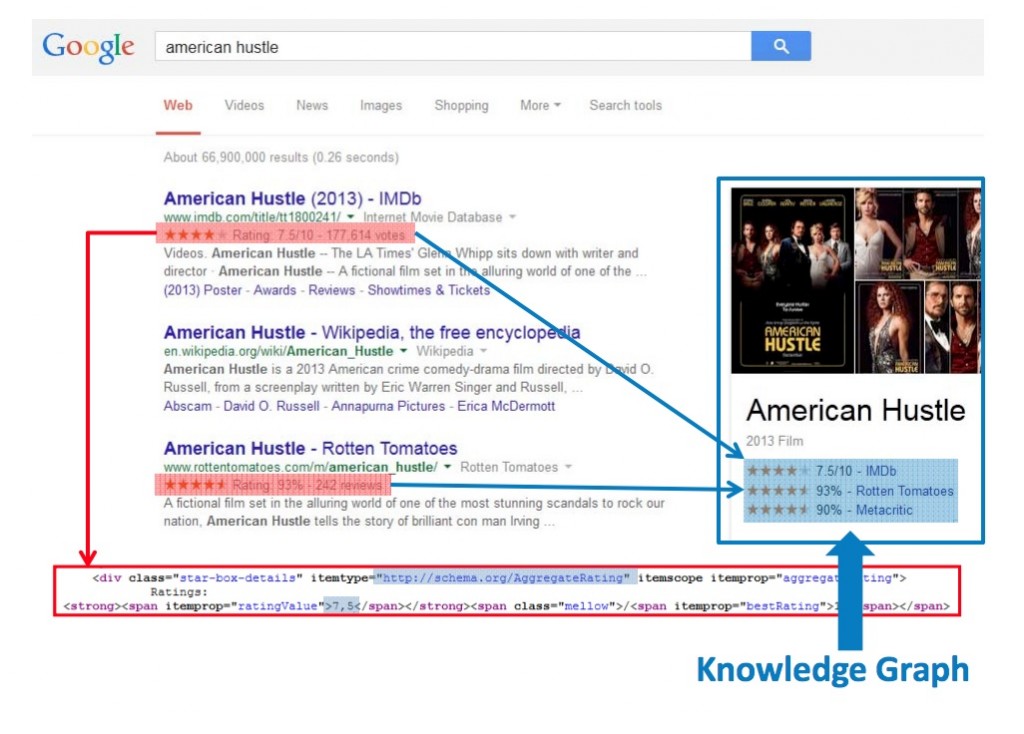 Google american hustle
Web Videos News Images Shopping More Search tools
About 66,900,000 results (0.26 seconds)
American Hustle (2013) - IMDb
www.imdb.com/title/tt1800241/ Internet Movie Database
Rating: 7.5/10 - 177,614 votes
Videos. American Hustle -- The LA Times' Glenn Whipp sits down with writer and
director · American Hustle -- A fictional film set in the alluring world of one of the ...
(2013) Poster - Awards - Reviews - Showtimes & Tickets
American Hustle - Wikipedia, the free encyclopedia
en.wikipedia.org/wiki/American_Hustle Wikipedia
American Hustle is a 2013 American crime comedy-drama film directed by David O.
Russell, from a screenplay written by Eric Warren Singer and Russell, ...
Abscam - David O. Russell - Annapurna Pictures - Erica McDermott
American Hustle - Rotten Tomatoes
www.rottentomatoes.com/m/american_hustle/ Rotten Tomatoes
Rating: 93% - 242 reviews
A fictional film set in the alluring world of one of the most stunning scandals to rock our
nation, American Hustle tells the story of brilliant con man Irving ...
AMERICAN
HUSTLE
American Hustle
2013 Film
7.5/10 - IMDb
93% - Rotten Tomatoes
90% - Metacritic
<div class="star-box-details" itemtype="http://schema.org/AggregateRating" itemscope itemprop="aggregat ting">
Ratings:
<strong><span itemprop="ratingValue">7,5</span></strong><span class="mellow">/<span itemprop="bestRating">1 span></span>
Knowledge Graph